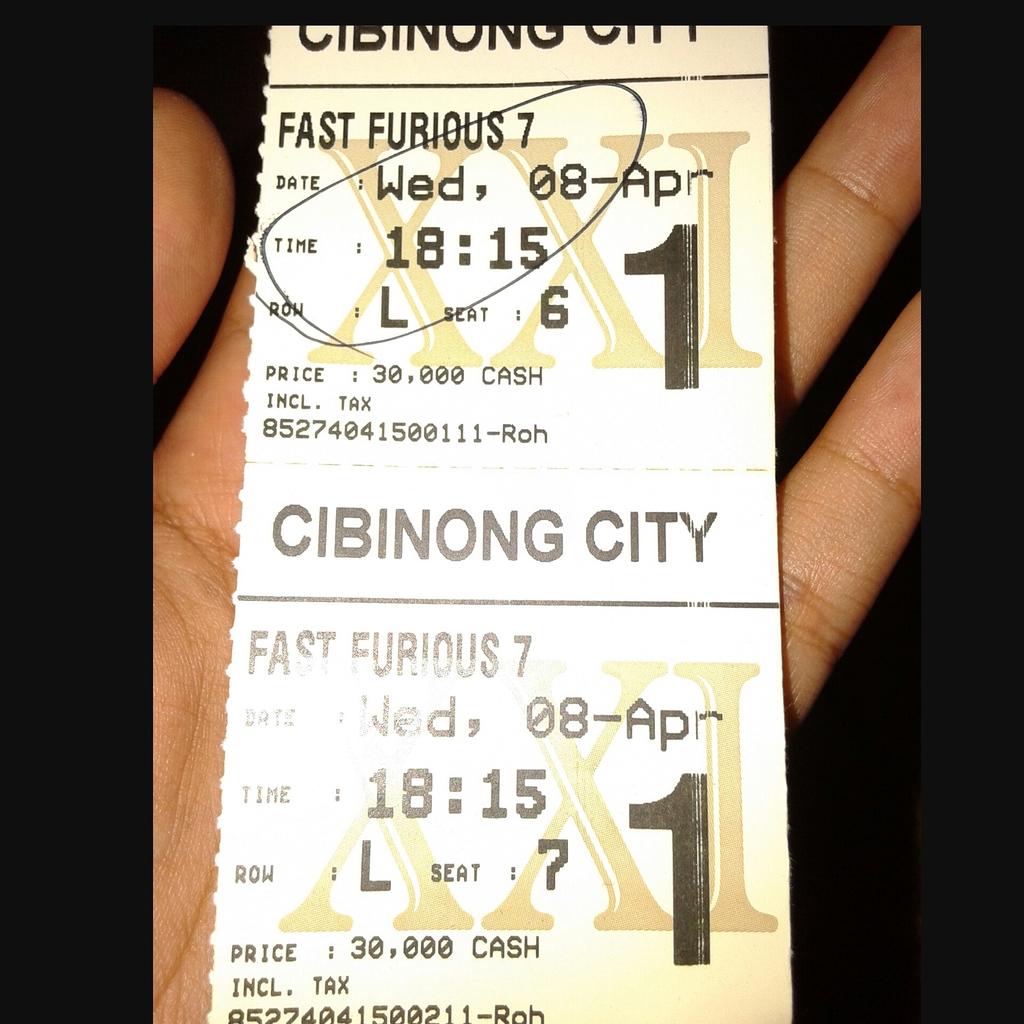 CIBINONG CITY
FAST FURIOUS 7
DATE : Wed, 08-Apr
TIME : 18:15
ROW : L SEAT : 6
1
PRICE : 30,000 CASH
INCL. TAX
85274041500111-Roh
XXI
CIBINONG CITY
FAST FURIOUS 7
DATE : Wed, 08-Apr
TIME : 18:15
ROW : L SEAT : 7
1
PRICE : 30,000 CASH
INCL. TAX
85274041500211-Roh
XXI